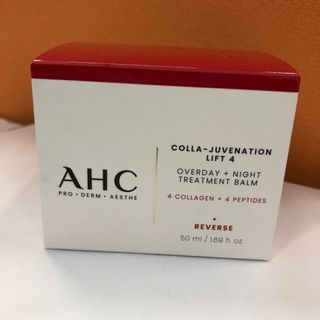 AHC
PRO • DERM • AESTHE
COLLA-JUVENATION
LIFT 4
OVERDAY + NIGHT
TREATMENT BALM
4 COLLAGEN + 4 PEPTIDES
•
REVERSE
50 ml / 1.69 fl. oz.